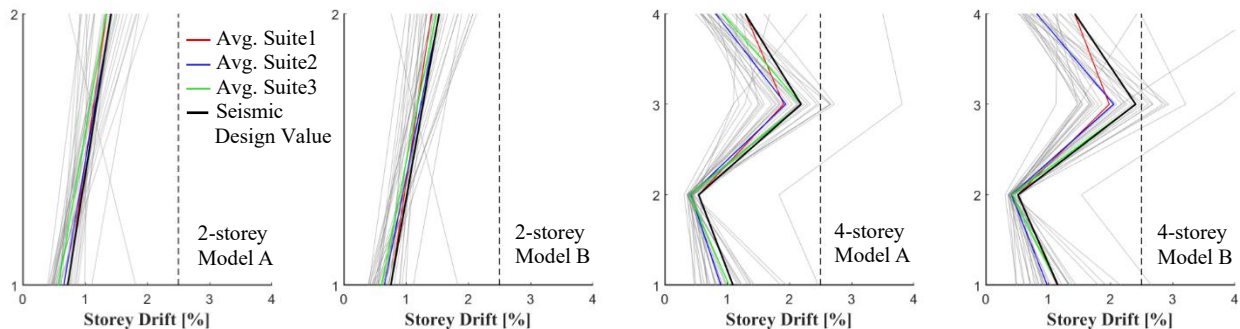 2
1
0 1 2 3 4
Storey Drift [%]
Avg. Suite1
Avg. Suite2
Avg. Suite3
Seismic
Design Value
2-storey
Model A
2
1
0 1 2 3 4
Storey Drift [%]
2-storey
Model B
4
3
2
1
0 1 2 3 4
Storey Drift [%]
4-storey
Model A
4
3
2
1
0 1 2 3 4
Storey Drift [%]
4-storey
Model B